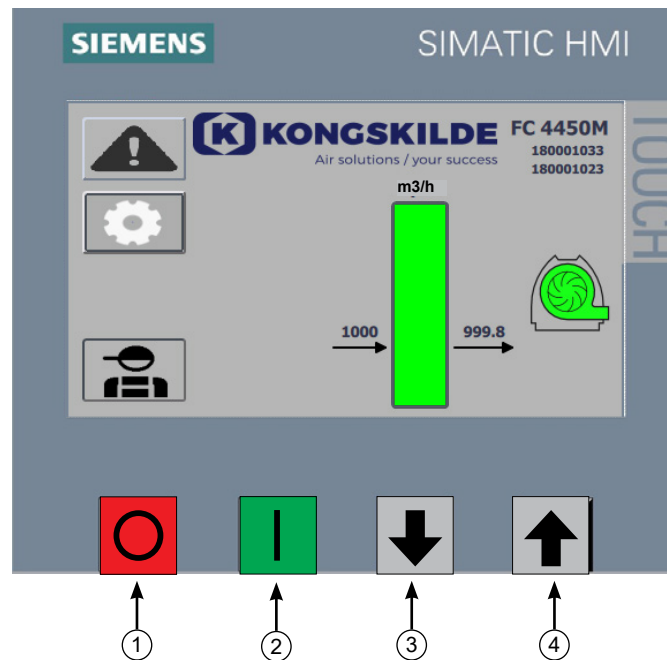 SIEMENS
SIMATIC HMI
TOUCH
K KONGSKILDE
Air solutions / your success
FC 4450M
180001033
180001023
m3/h
1000
999.8
1
2
3
4